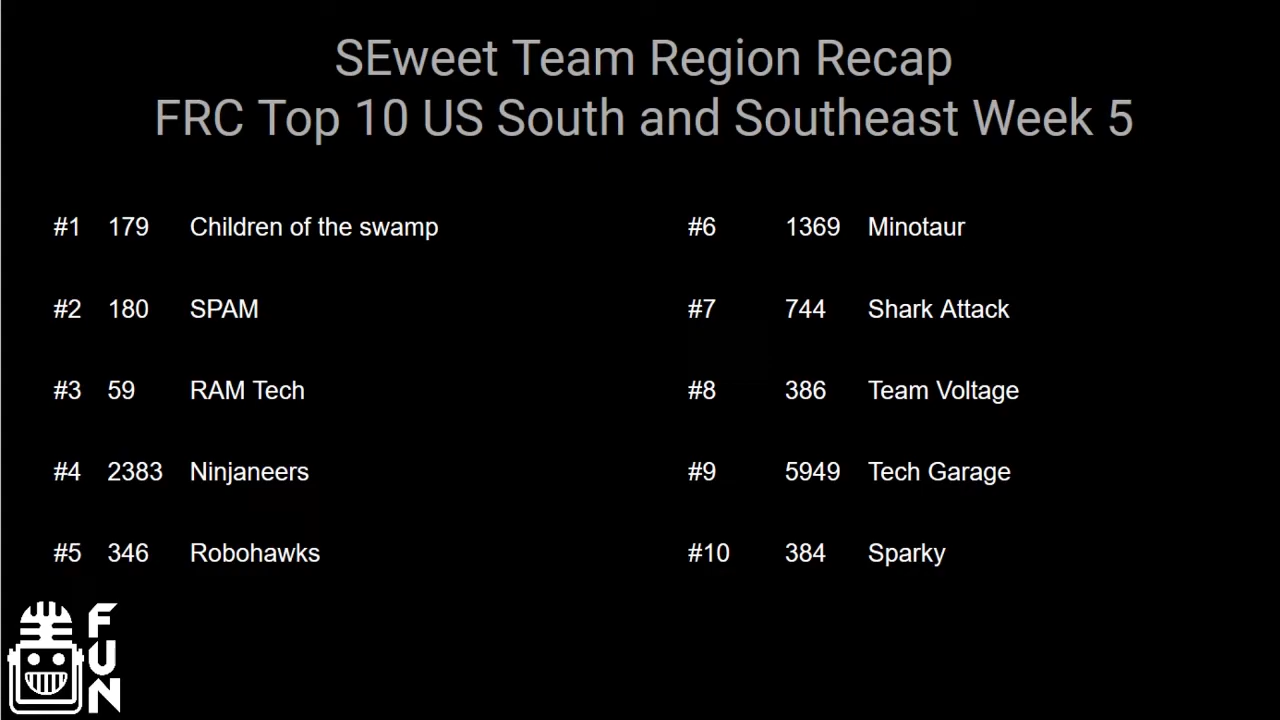 SEweet Team Region Recap
FRC Top 10 US South and Southeast Week 5
#1 179 Children of the swamp
#2 180 SPAM
#3 59 RAM Tech
#4 2383 Ninjaneers
#5 346 Robohawks
#6 1369 Minotaur
#7 744 Shark Attack
#8 386 Team Voltage
#9 5949 Tech Garage
#10 384 Sparky
FUN